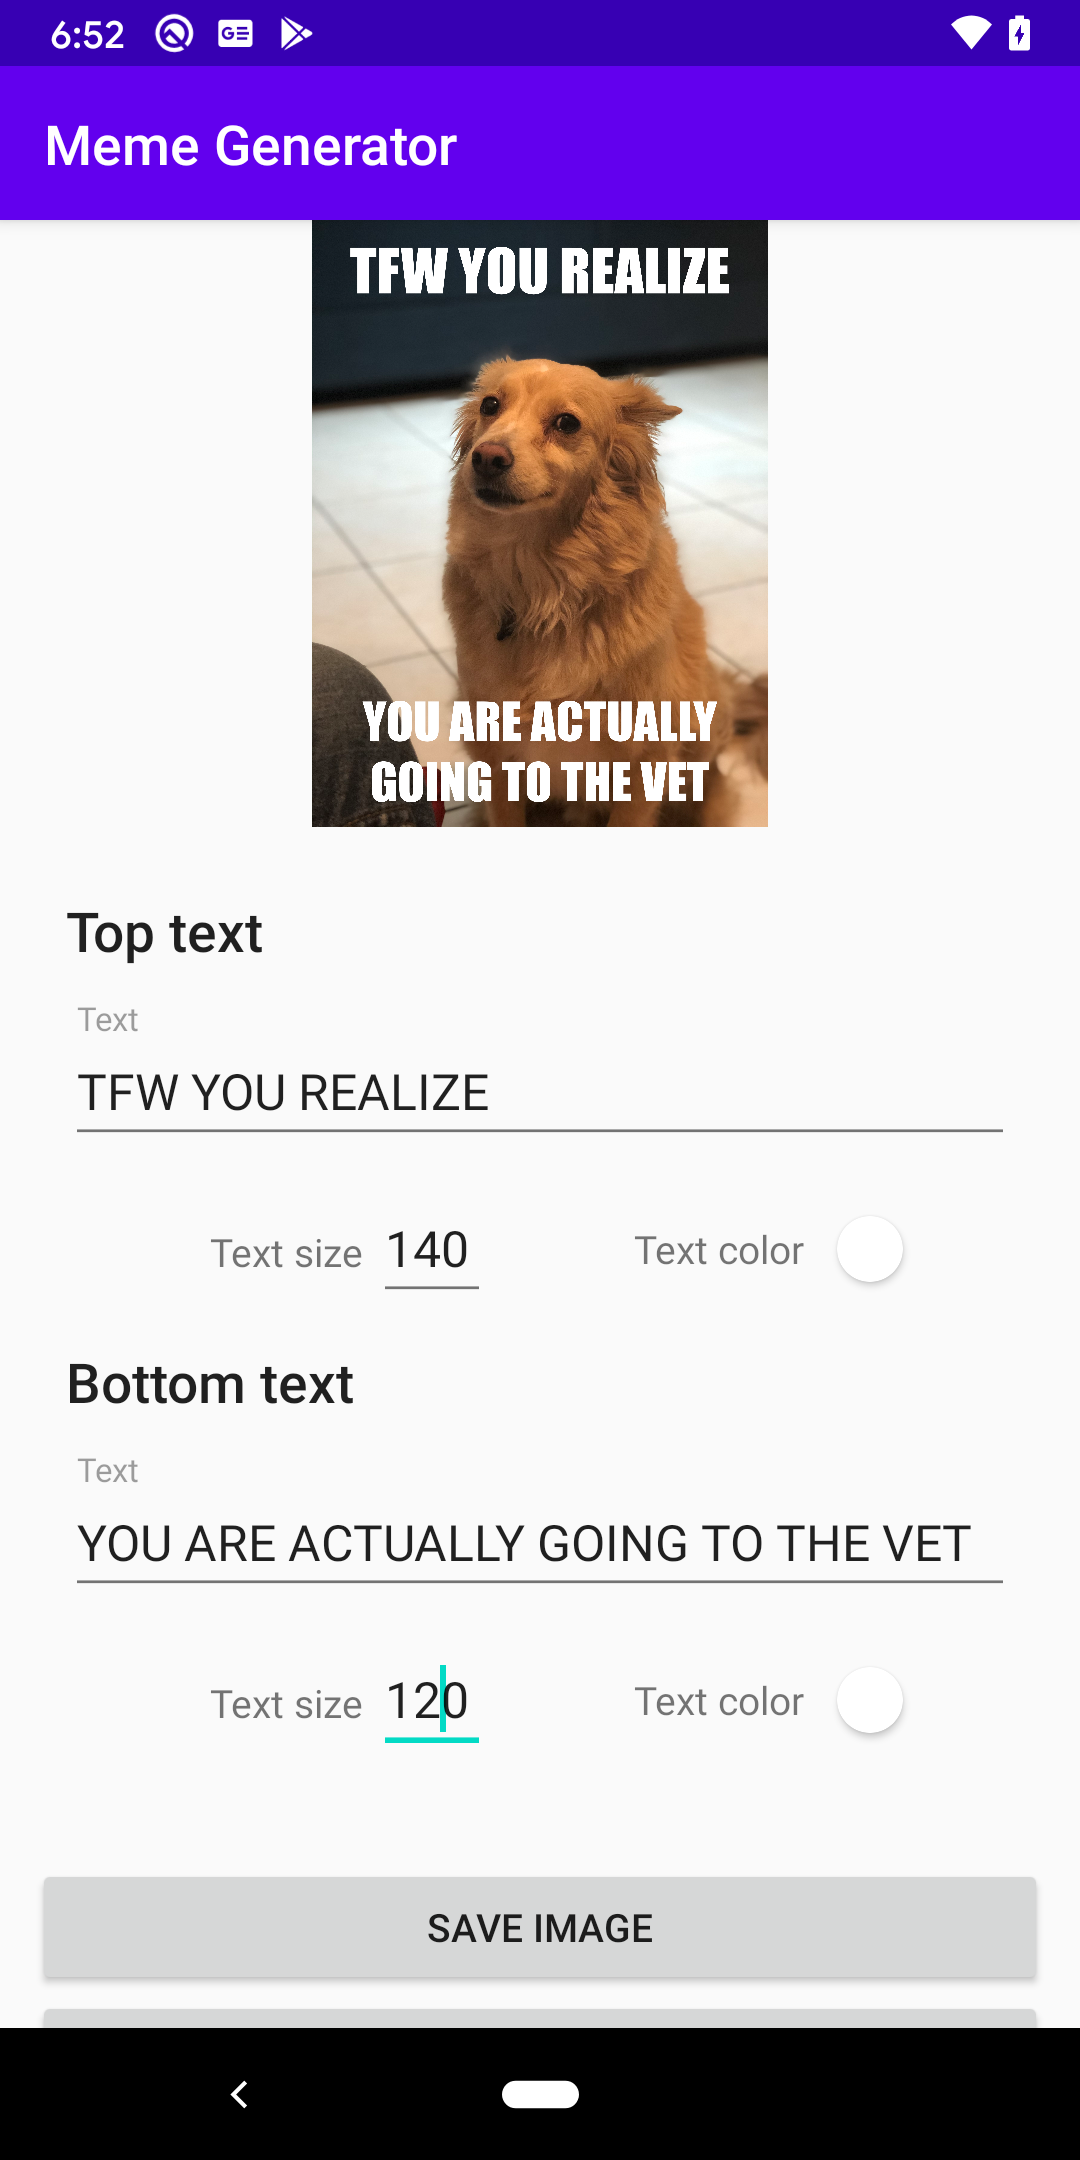 6:52
Meme Generator
TFW YOU REALIZE
YOU ARE ACTUALLY
GOING TO THE VET
Top text
Text
TFW YOU REALIZE
Text size 140 Text color
Bottom text
Text
YOU ARE ACTUALLY GOING TO THE VET
Text size 120 Text color
SAVE IMAGE